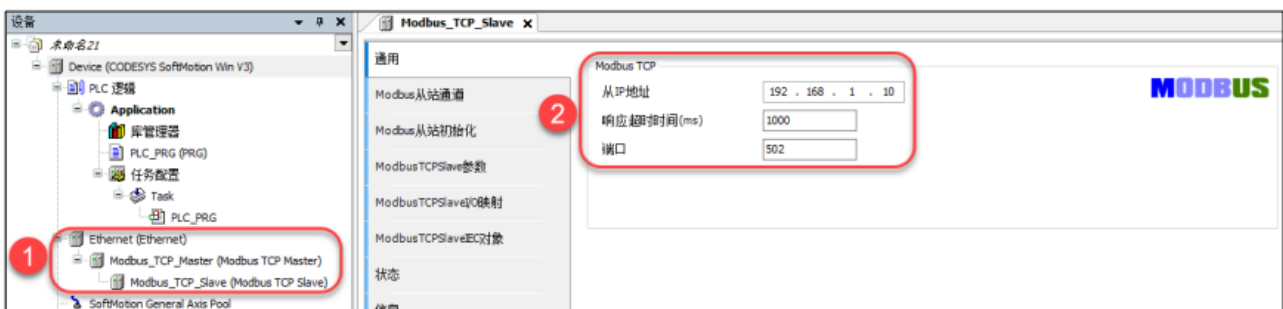 设备
未命名21
Device (CODESYS SoftMotion Win V3)
PLC 逻辑
Application
库管理器
PLC_PRG (PRG)
任务配置
Task
PLC_PRG
1
Ethernet (Ethernet)
Modbus_TCP_Master (Modbus TCP Master)
Modbus_TCP_Slave (Modbus TCP Slave)
SoftMotion General Axis Pool
Modbus_TCP_Slave
通用
Modbus从站通道
Modbus从站初始化
ModbusTCPSlave参数
ModbusTCPSlaveI/O映射
ModbusTCPSlaveIEC对象
状态
信息
2
Modbus TCP
从IP地址 192 . 168 . 1 . 10
响应超时时间(ms) 1000
端口 502
MODBUS